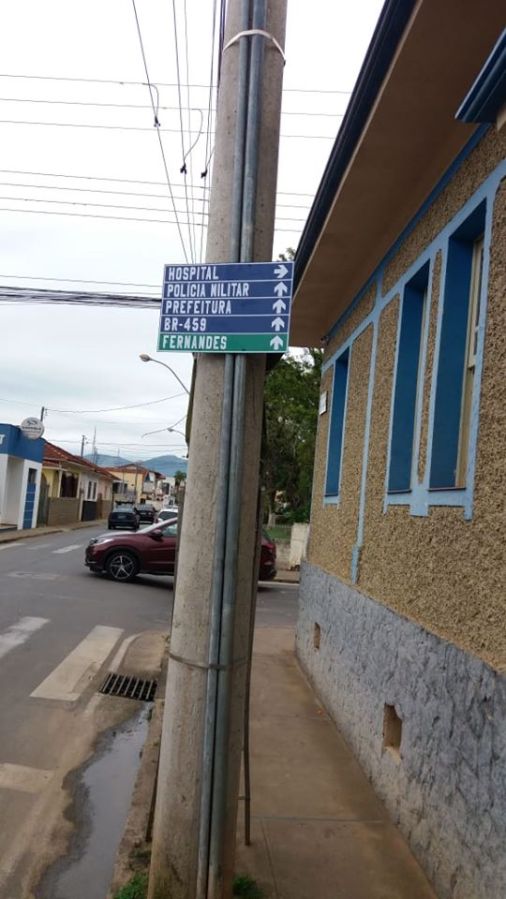 HOSPITAL
POLICIA MILITAR
PREFEITURA
BR-459
FERNANDES